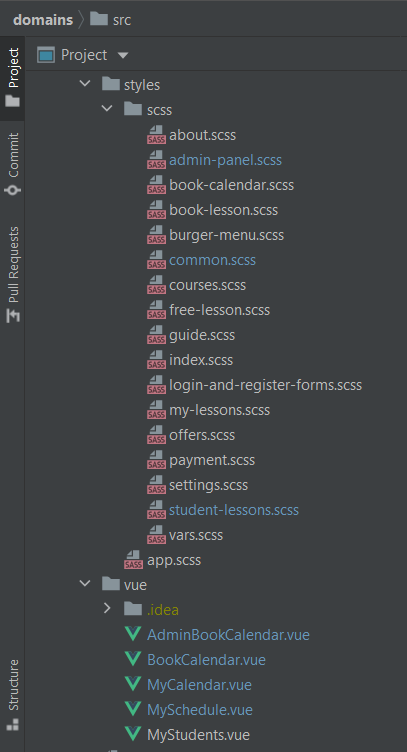 domains src
Project
Project
Commit
Pull Requests
Structure
styles
scss
SASS about.scss
SASS admin-panel.scss
SASS book-calendar.scss
SASS book-lesson.scss
SASS burger-menu.scss
SASS common.scss
SASS courses.scss
SASS free-lesson.scss
SASS guide.scss
SASS index.scss
SASS login-and-register-forms.scss
SASS my-lessons.scss
SASS offers.scss
SASS payment.scss
SASS settings.scss
SASS student-lessons.scss
SASS vars.scss
SASS app.scss
vue
.idea
AdminBookCalendar.vue
BookCalendar.vue
MyCalendar.vue
MySchedule.vue
MyStudents.vue